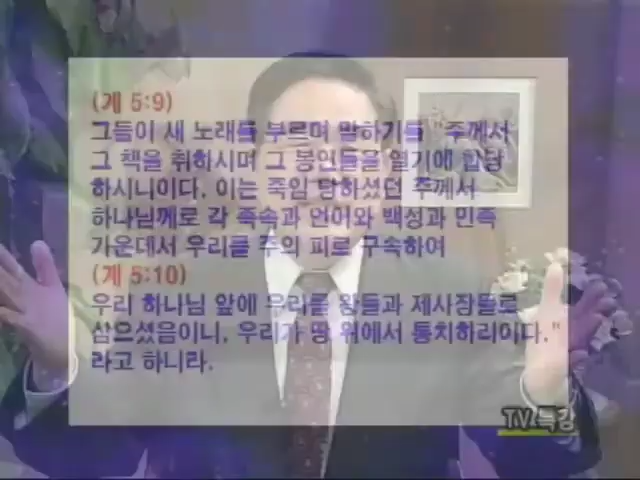 (계 5:9)
그들이 새 노래를 부르며 말하기를 "주께서
그 책을 취하시며 그 봉인들을 열기에 합당
하시니이다. 이는 죽임 당하셨던 주께서
하나님께로 각 족속과 언어와 백성과 민족
가운데서 우리를 주의 피로 구속하여
(계 5:10)
우리 하나님 앞에 우리를 왕들과 제사장들로
삼으셨음이니, 우리가 땅 위에서 통치하리이다."
라고 하니라.
TV 특강